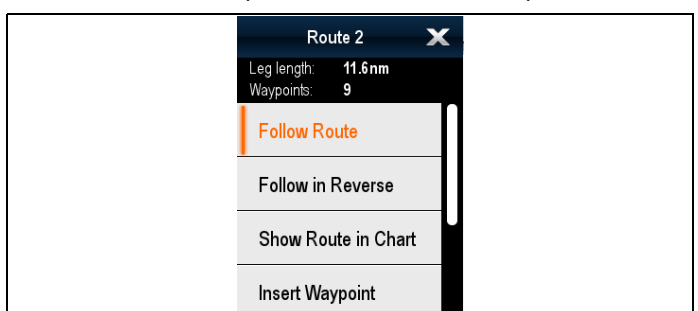 Route 2 X
Leg length: 11.6nm
Waypoints: 9
Follow Route
Follow in Reverse
Show Route in Chart
Insert Waypoint